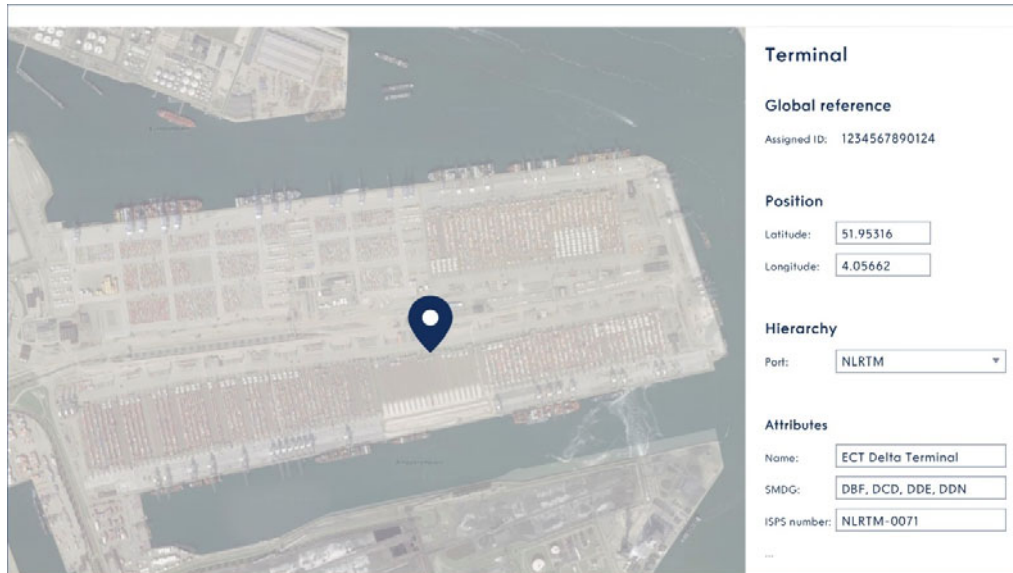 Terminal
Global reference
Assigned ID: 1234567890124
Position
Latitude: 51.95316
Longitude: 4.05662
Hierarchy
Port: NLRTM
Attributes
Name: ECT Delta Terminal
SMDG: DBF, DCD, DDE, DDN
ISPS number: NLRTM-0071
...